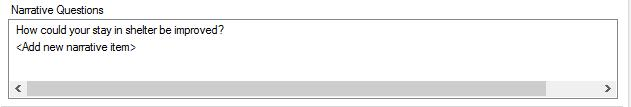 Narrative Questions
How could your stay in shelter be improved?
<Add new narrative item>